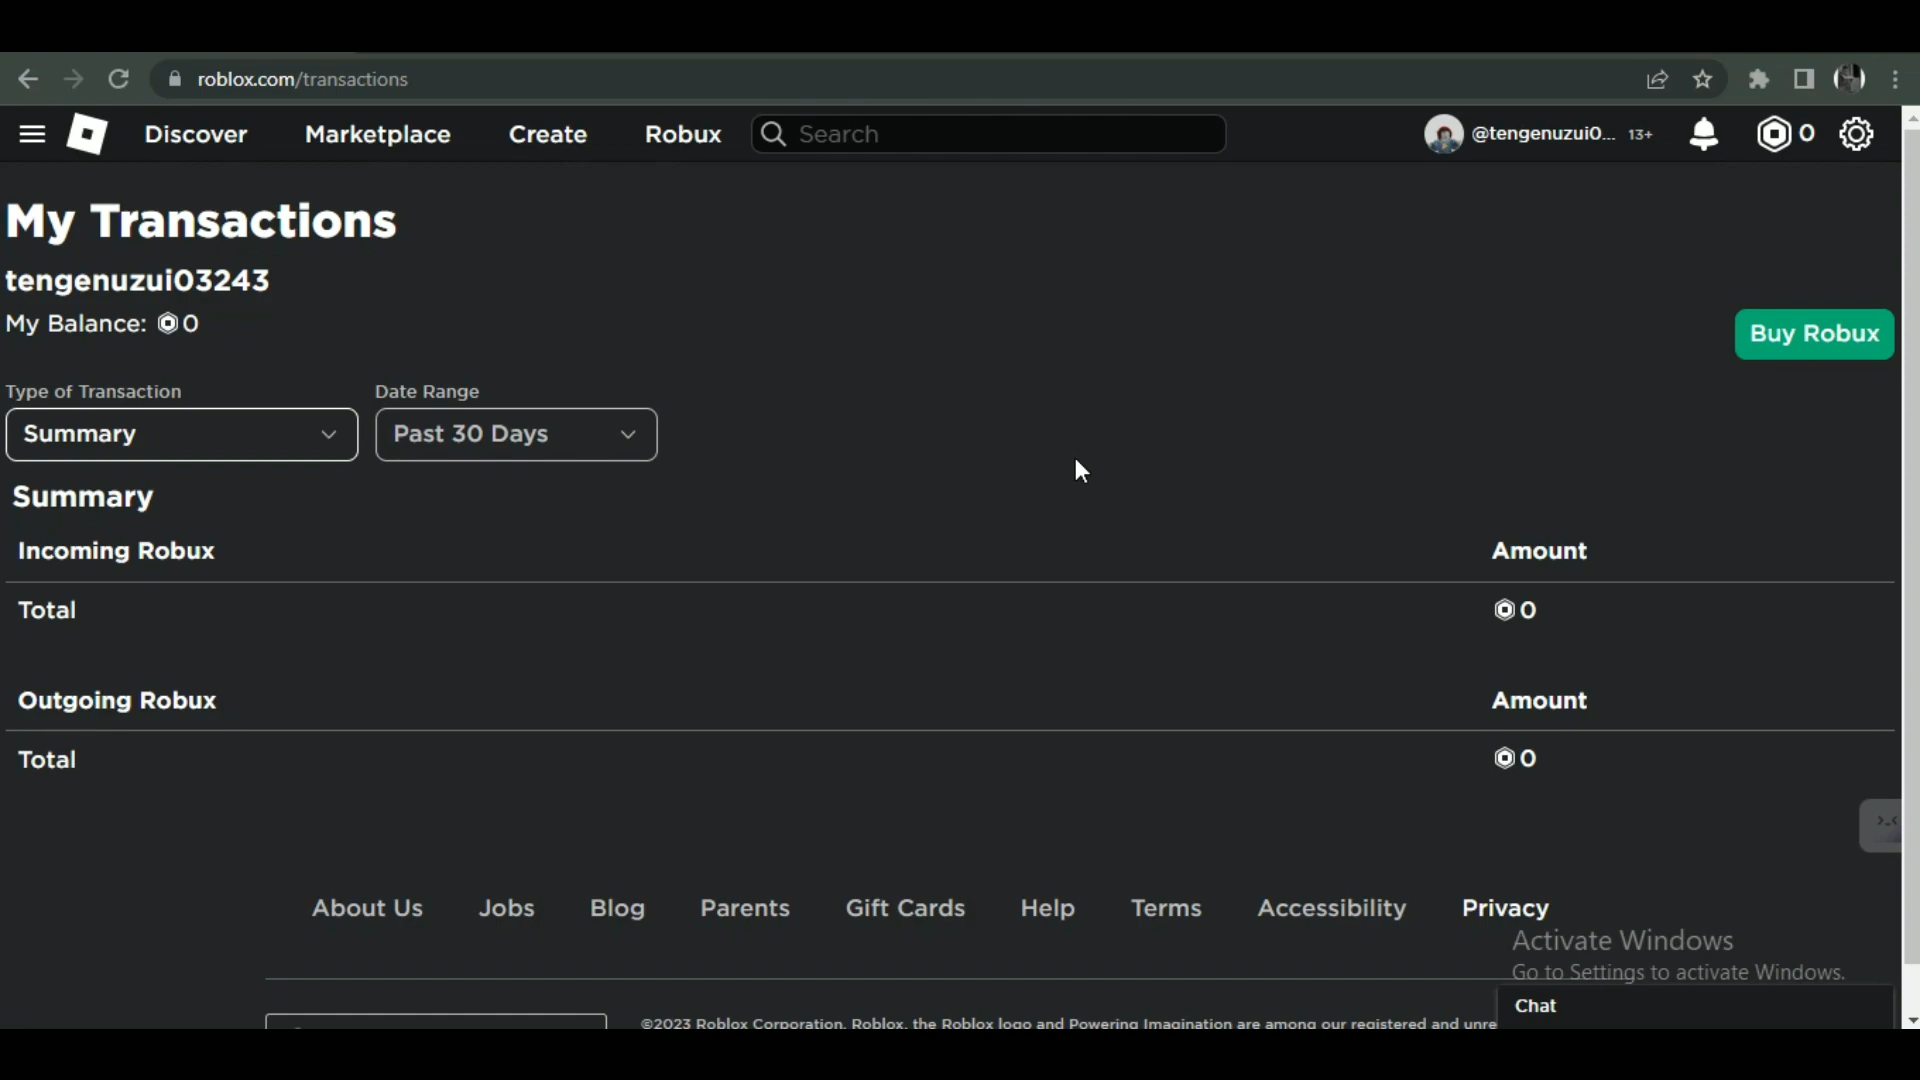 roblox.com/transactions
Discover Marketplace Create Robux Search @tengenuzui0... 13+ 0
My Transactions
tengenuzui03243
My Balance: 0
Buy Robux
Type of Transaction Date Range
Summary Past 30 Days
Summary
Incoming Robux Amount
Total 0
Outgoing Robux Amount
Total 0
About Us Jobs Blog Parents Gift Cards Help Terms Accessibility Privacy
Activate Windows
Go to Settings to activate Windows.
Chat
©2023 Roblox Corporation. Roblox, the Roblox logo and Powering Imagination are among our registered and unre